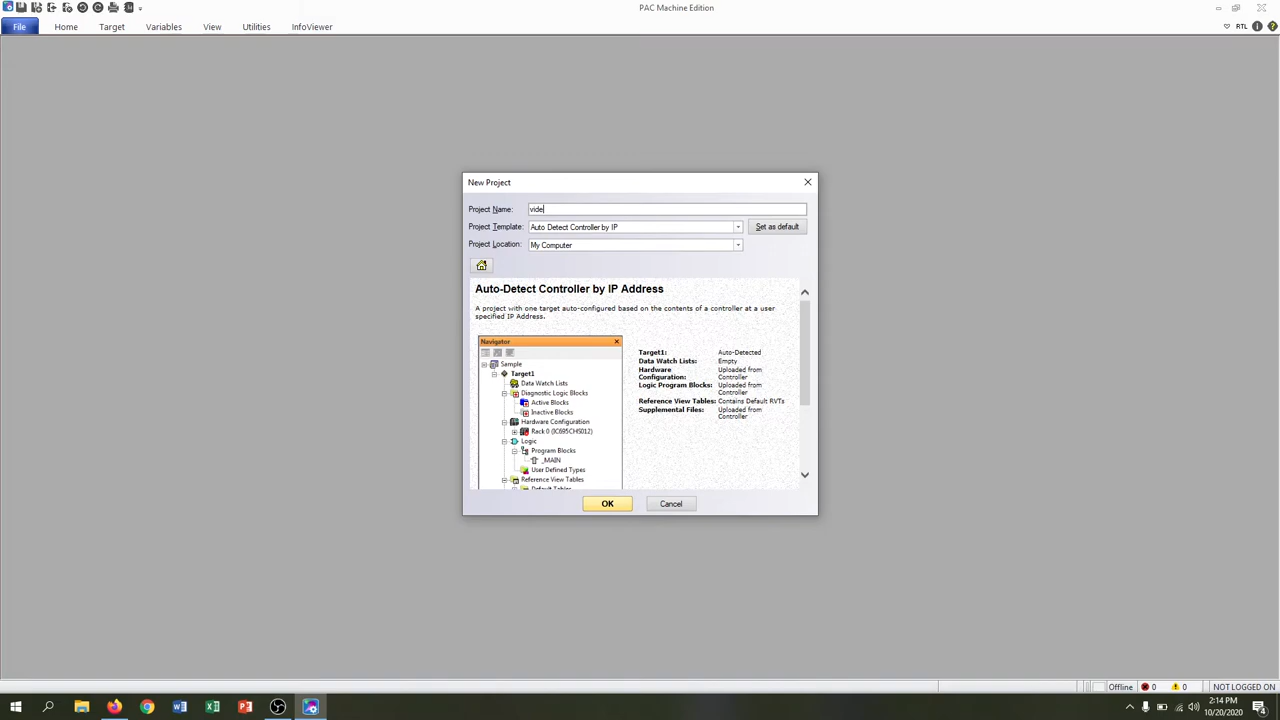 PAC Machine Edition
File Home Target Variables View Utilities InfoViewer RTL
New Project
Project Name: vide
Project Template: Auto Detect Controller by IP Set as default
Project Location: My Computer
Auto-Detect Controller by IP Address
A project with one target auto-configured based on the contents of a controller at a user
specified IP Address.
Navigator
Sample
Target1
Data Watch Lists
Diagnostic Logic Blocks
Active Blocks
Inactive Blocks
Hardware Configuration
Rack 0 (IC695CHS012)
Logic
Program Blocks
_MAIN
User Defined Types
Reference View Tables
Default Tables
Target1: Auto-Detected
Data Watch Lists: Empty
Hardware Uploaded from
Configuration: Controller
Logic Program Blocks: Uploaded from
Controller
Reference View Tables: Contains Default RVTs
Supplemental Files: Uploaded from
Controller
OK Cancel
Offline 0 0 NOT LOGGED ON
2:14 PM
10/20/2020
4